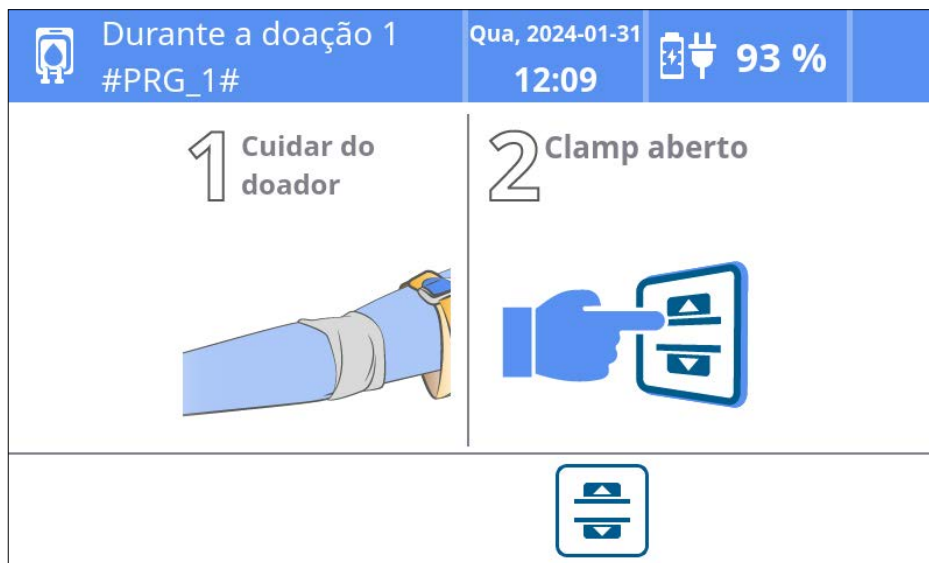 Durante a doação 1
#PRG_1#
Qua, 2024-01-31
12:09
93 %
1 Cuidar do
doador
2 Clamp aberto